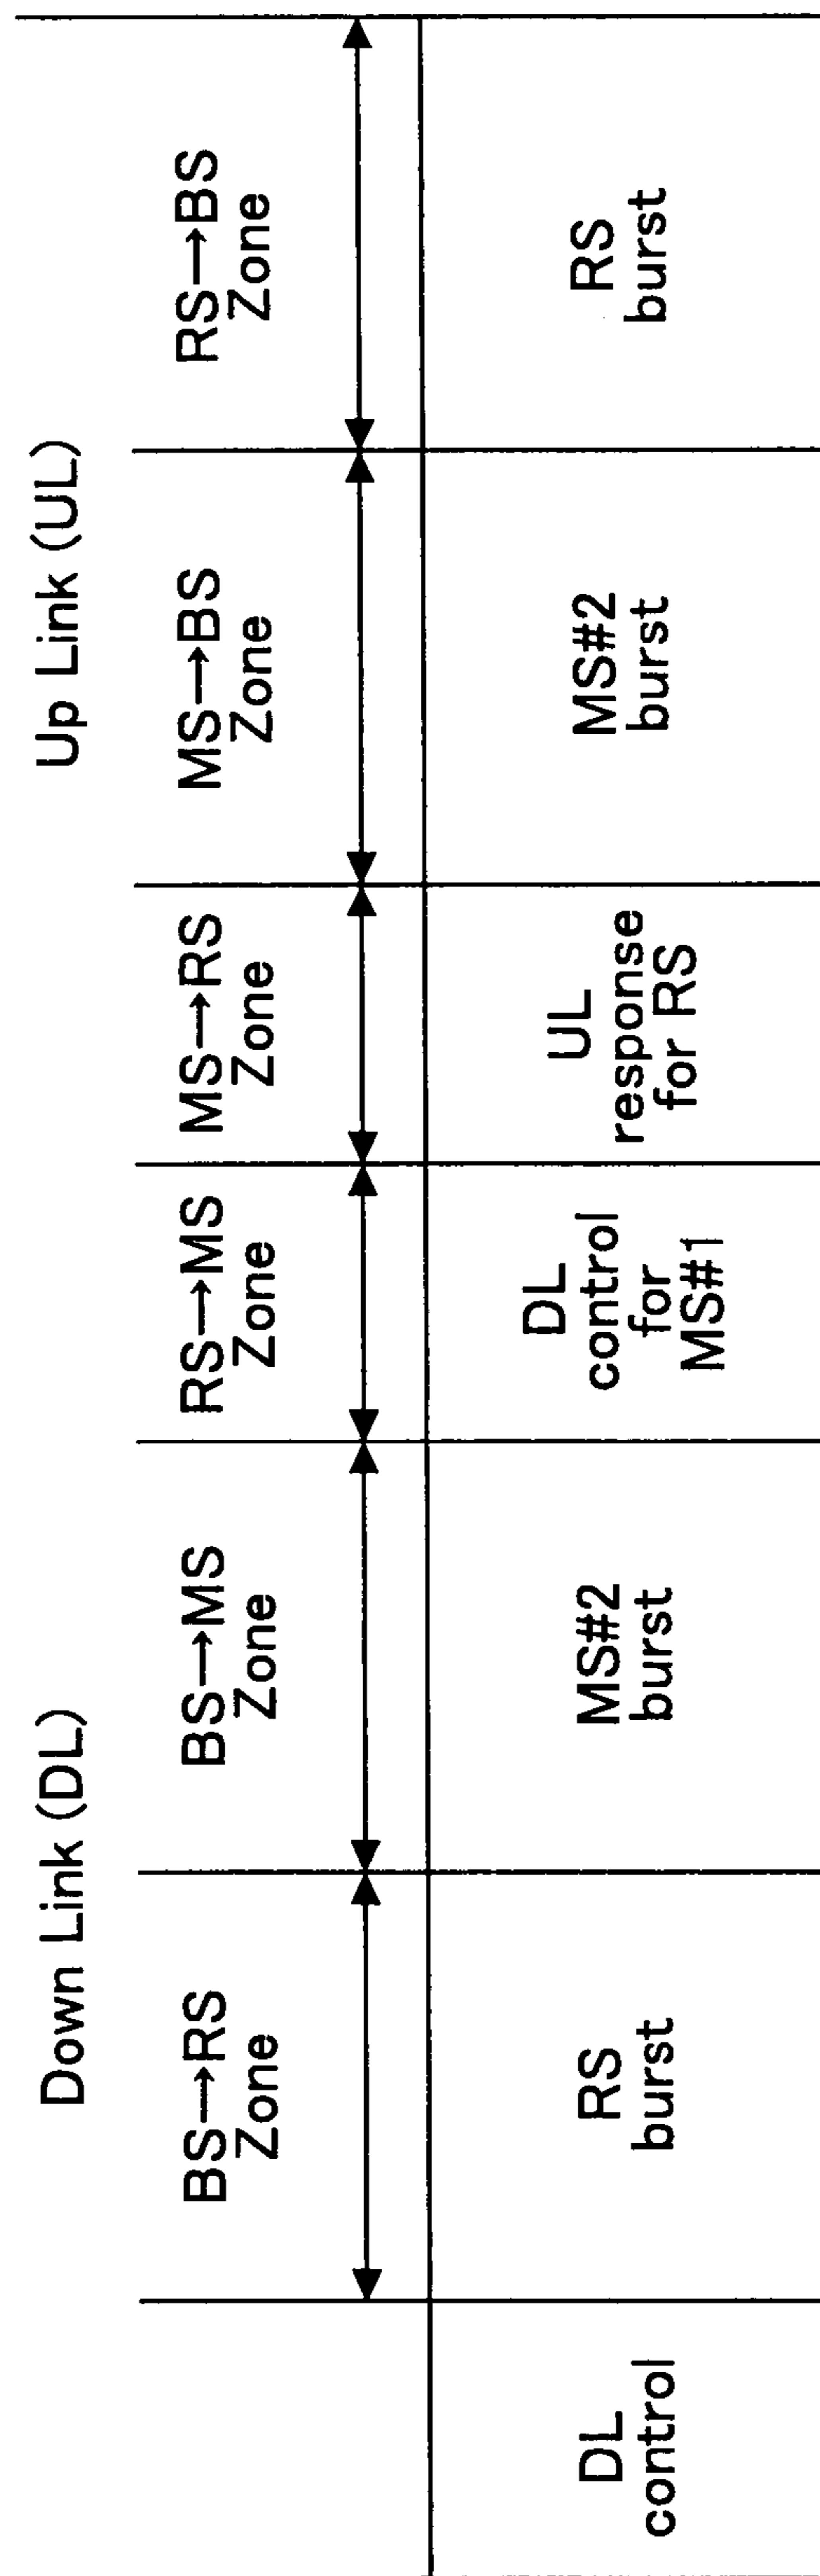 Down Link (DL)
Up Link (UL)
BS→RS
Zone
BS→MS
Zone
RS→MS
Zone
MS→RS
Zone
MS→BS
Zone
RS→BS
Zone
DL
control
RS
burst
MS#2
burst
DL
control
for
MS#1
UL
response
for RS
MS#2
burst
RS
burst